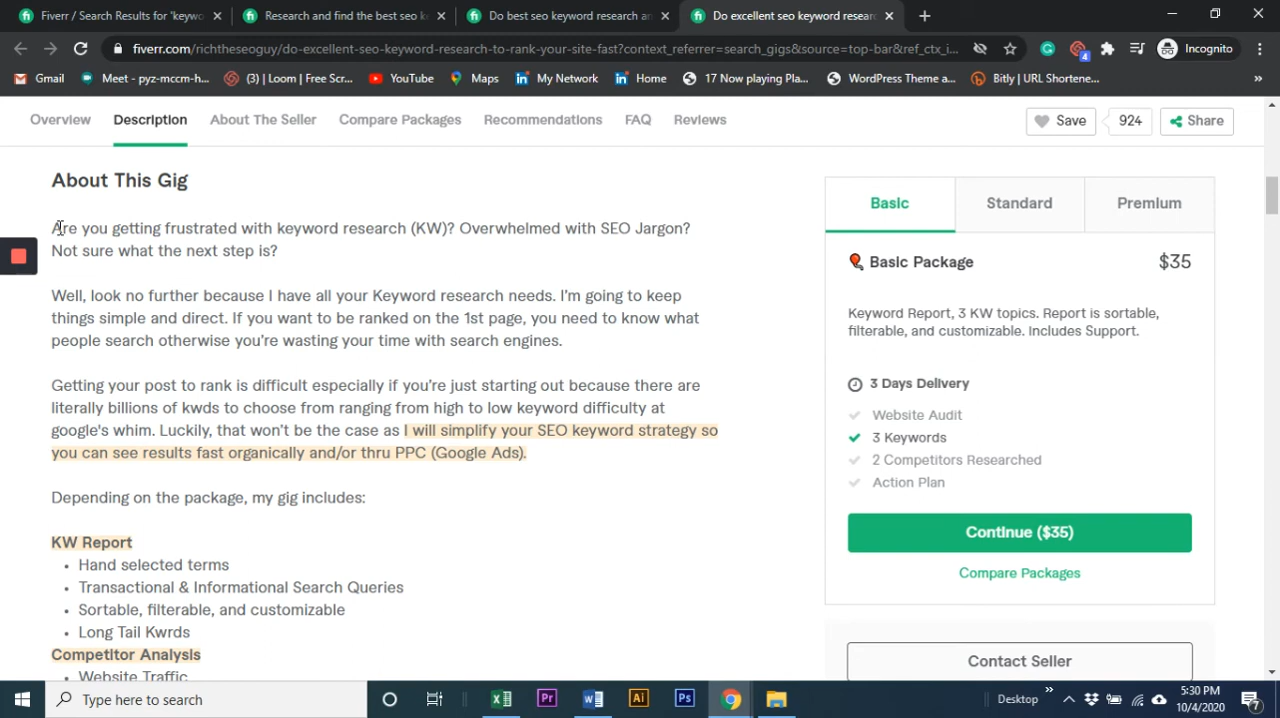 Fiverr / Search Results for 'keywo
Research and find the best seo k
Do best seo keyword research an
Do excellent seo keyword resear
fiverr.com/richtheseoguy/do-excellent-seo-keyword-research-to-rank-your-site-fast?context_referrer=search_gigs&source=top-bar&ref_ctx_i...
Incognito
Gmail
Meet - pyz-mccm-h...
(3) | Loom | Free Scr...
YouTube
Maps
My Network
Home
17 Now playing Pla...
WordPress Theme a...
Bitly | URL Shortene...
4
»
Overview
Description
About The Seller
Compare Packages
Recommendations
FAQ
Reviews
Save
924
Share
About This Gig
Are you getting frustrated with keyword research (KW)? Overwhelmed with SEO Jargon?
Not sure what the next step is?
Well, look no further because I have all your Keyword research needs. I'm going to keep
things simple and direct. If you want to be ranked on the 1st page, you need to know what
people search otherwise you're wasting your time with search engines.
Getting your post to rank is difficult especially if you're just starting out because there are
literally billions of kwds to choose from ranging from high to low keyword difficulty at
google's whim. Luckily, that won't be the case as I will simplify your SEO keyword strategy so
you can see results fast organically and/or thru PPC (Google Ads).
Depending on the package, my gig includes:
KW Report
• Hand selected terms
• Transactional & Informational Search Queries
• Sortable, filterable, and customizable
• Long Tail Kwrds
Competitor Analysis
• Website Traffic
Basic
Standard
Premium
Basic Package
$35
Keyword Report, 3 KW topics. Report is sortable,
filterable, and customizable. Includes Support.
3 Days Delivery
Website Audit
3 Keywords
2 Competitors Researched
Action Plan
Continue ($35)
Compare Packages
Contact Seller
Type here to search
Desktop
»
5:30 PM
10/4/2020
7